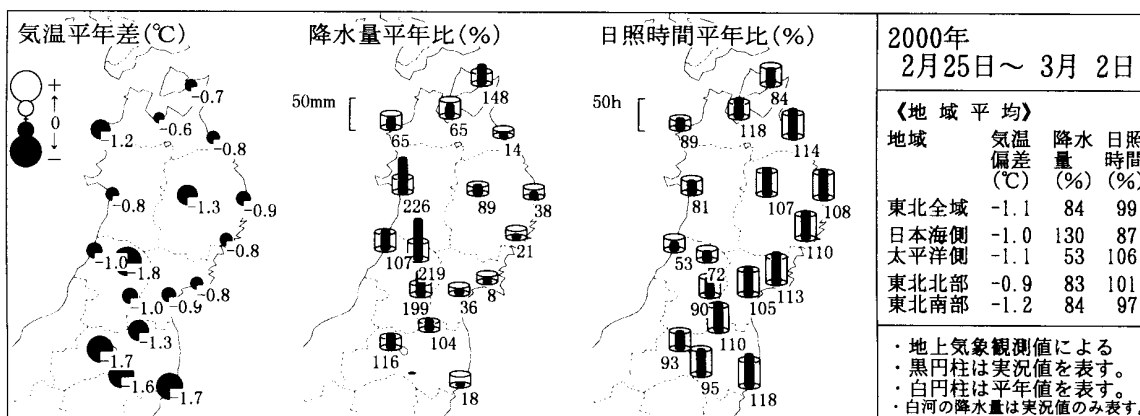 気温平年差(℃)
+
↑
0
↓
−
-0.7
-0.6
-1.2
-0.8
-0.8
-1.3
-0.9
-0.8
-1.0
-1.8
-0.8
-0.9
-1.0
-1.3
-1.7
-1.6
-1.7
降水量平年比(%)
50mm
148
65
65
14
226
89
38
21
107
219
8
36
199
104
116
18
日照時間平年比(%)
50h
84
118
89
114
81
107
108
110
53
72
113
105
90
110
93
95
118
2000年
2月25日～ 3月 2日
《地 域 平 均》
地域 気温 降水 日照
偏差 量 時間
(℃) (%) (%)
東北全域 -1.1 84 99
日本海側 -1.0 130 87
太平洋側 -1.1 53 106
東北北部 -0.9 83 101
東北南部 -1.2 84 97
・地上気象観測値による
・黒円柱は実況値を表す。
・白円柱は平年値を表す。
・白河の降水量は実況値のみ表す